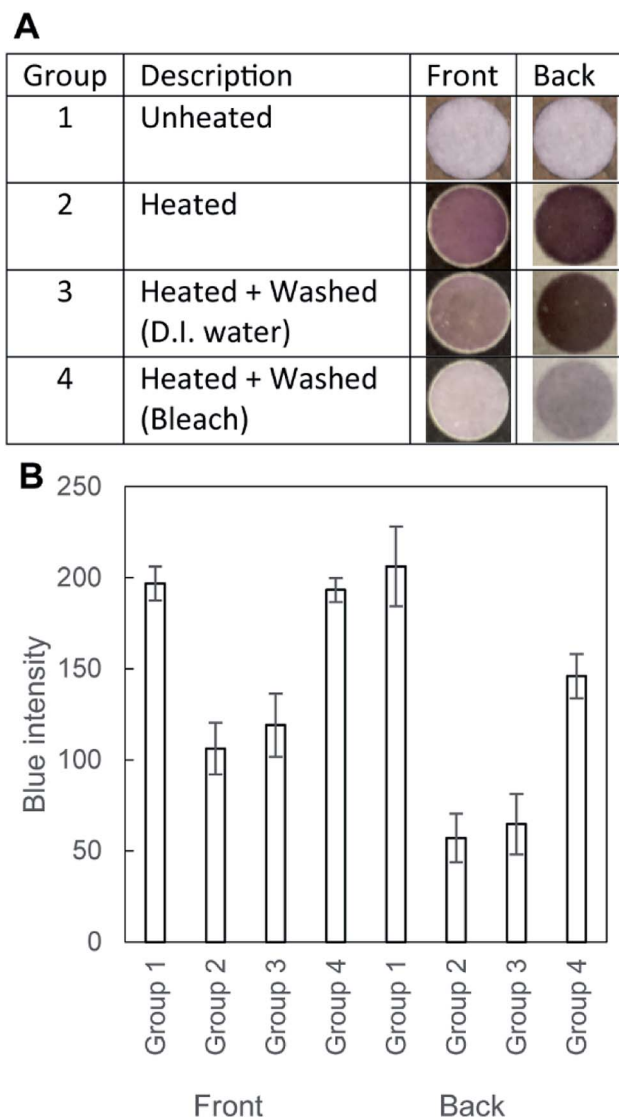 A
Group Description Front Back
1 Unheated
2 Heated
3 Heated + Washed
(D.I. water)
4 Heated + Washed
(Bleach)
B
250
200
150
100
50
0
Blue intensity
Group 1 Group 2 Group 3 Group 4 Group 1 Group 2 Group 3 Group 4
Front Back